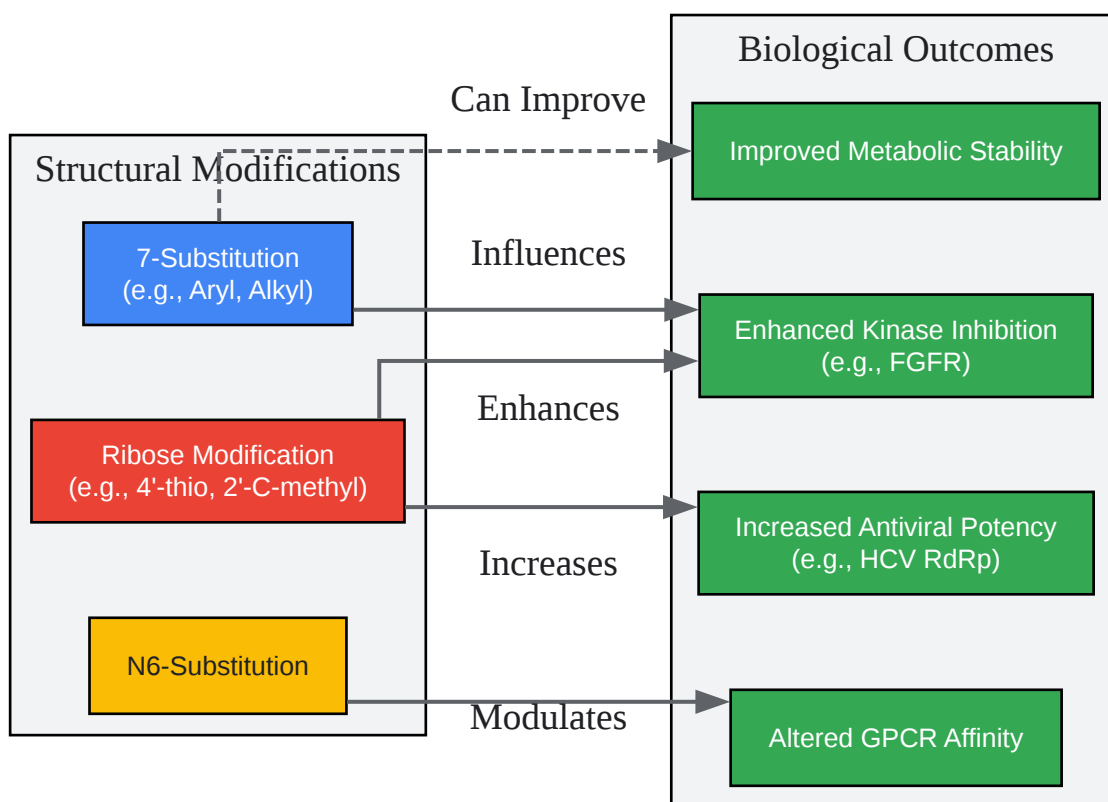 Biological Outcomes
Can Improve
Structural Modifications
Improved Metabolic Stability
7-Substitution
(e.g., Aryl, Alkyl)
Influences
Enhanced Kinase Inhibition
(e.g., FGFR)
Enhances
Ribose Modification
(e.g., 4'-thio, 2'-C-methyl)
Increased Antiviral Potency
(e.g., HCV RdRp)
Increases
N6-Substitution
Modulates
Altered GPCR Affinity